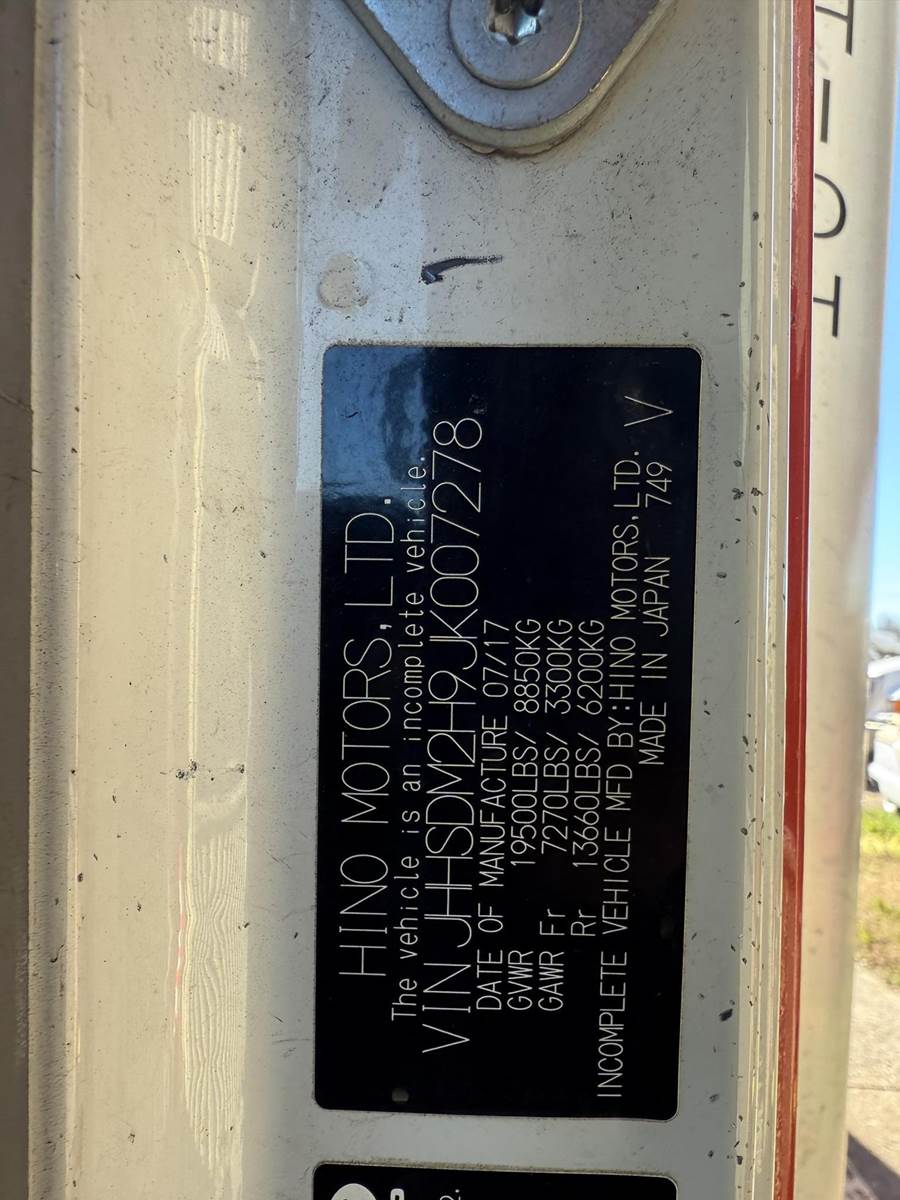 HINO MOTORS,LTD.
The vehicle is an incomplete vehicle.
VIN JHHSDM2H9JK007278
DATE OF MANUFACTURE 07/17
GVWR 19500LBS/ 8850KG
GAWR Fr 7270LBS/ 3300KG
Rr 13660LBS/ 6200KG
INCOMPLETE VEHICLE MFD BY:HINO MOTORS,LTD.
MADE IN JAPAN 749 V